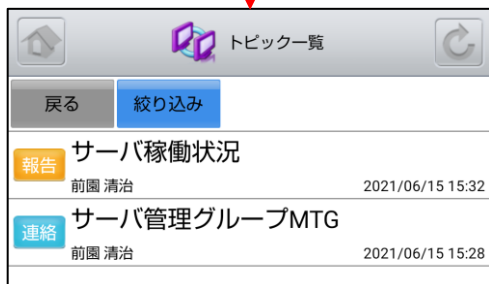 トピック一覧
戻る 絞り込み
報告 サーバ稼働状況
前園 清治 2021/06/15 15:32
連絡 サーバ管理グループMTG
前園 清治 2021/06/15 15:28